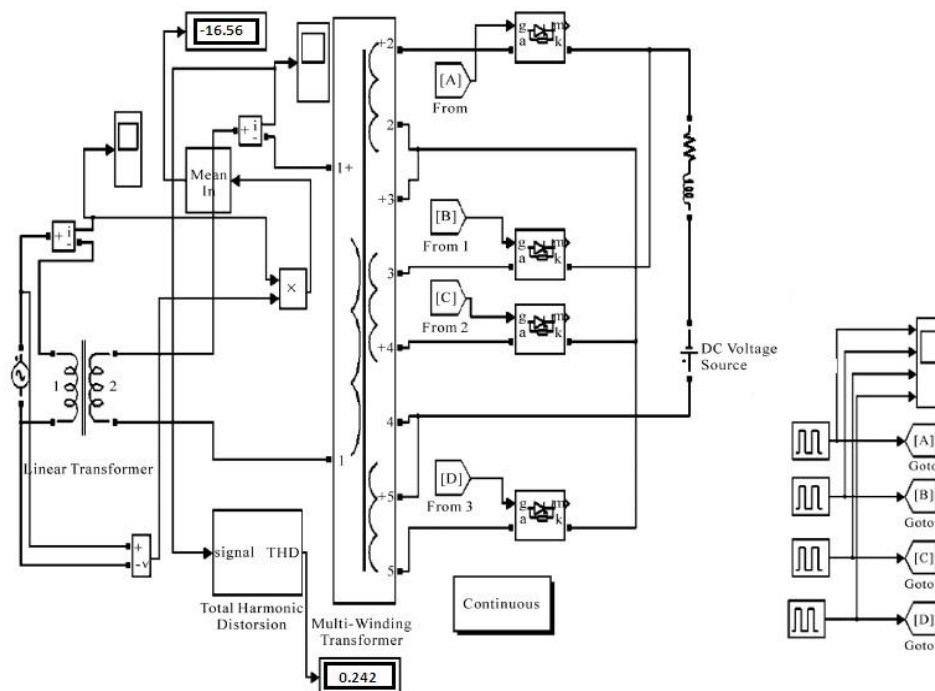 -16.56
+2
g m
a k
[A]
From
+ i
-
2
1+
Mean
In
+3
[B]
From 1
g m
a k
+ i
-
3
×
[C]
From 2
g m
a k
+4
DC Voltage
Source
1 2
4
Linear Transformer
1
[A]
Goto
+5
[D]
From 3
g m
a k
[B]
Goto
+
-v
signal THD
5
[C]
Goto
Continuous
Total Harmonic
Distorsion
Multi-Winding
Transformer
[D]
Goto
0.242